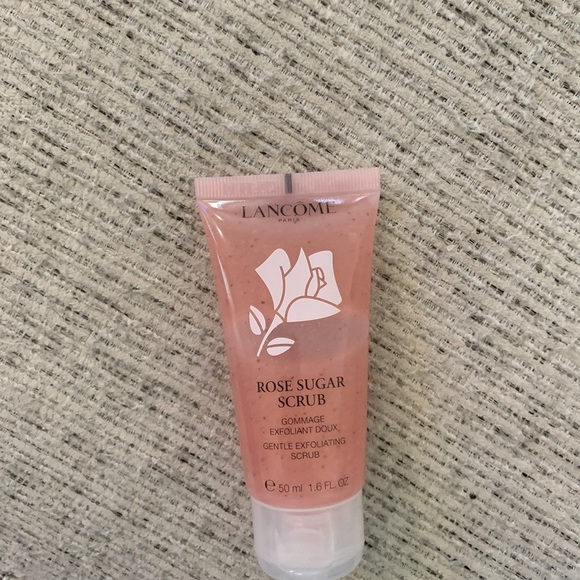 LANCÔME
PARIS
ROSE SUGAR
SCRUB
GOMMAGE
EXFOLIANT DOUX
GENTLE EXFOLIATING
SCRUB
℮ 50 ml 1.6 FL. OZ